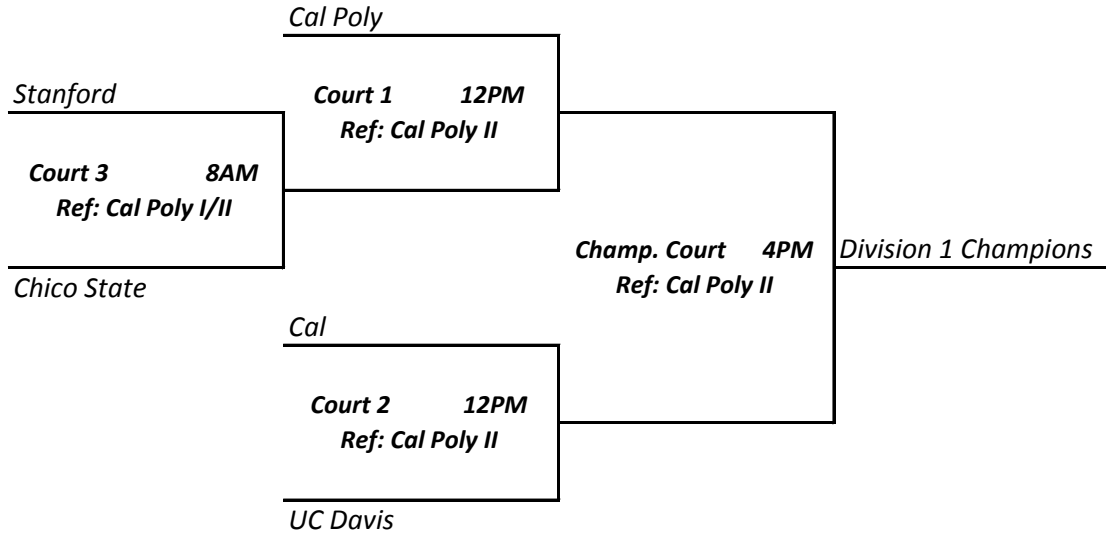 Cal Poly
Stanford
Court 1 12PM
Ref: Cal Poly II
Court 3 8AM
Ref: Cal Poly I/II
Champ. Court 4PM
Division 1 Champions
Ref: Cal Poly II
Chico State
Cal
Court 2 12PM
Ref: Cal Poly II
UC Davis